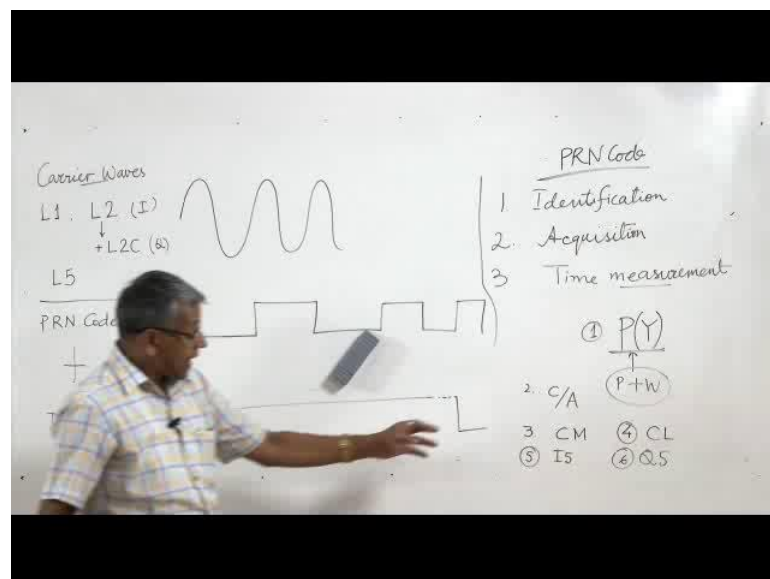 Carrier Waves
L1. L2 (I)
↓
+L2C (Q)
L5
PRN Code
+
PRN Code
1 Identification
2. Acquisition
3 Time measurement
① P(Y)
↑
P+W
2. C/A
3 CM ④ CL
⑤ I5 ⑥ Q5